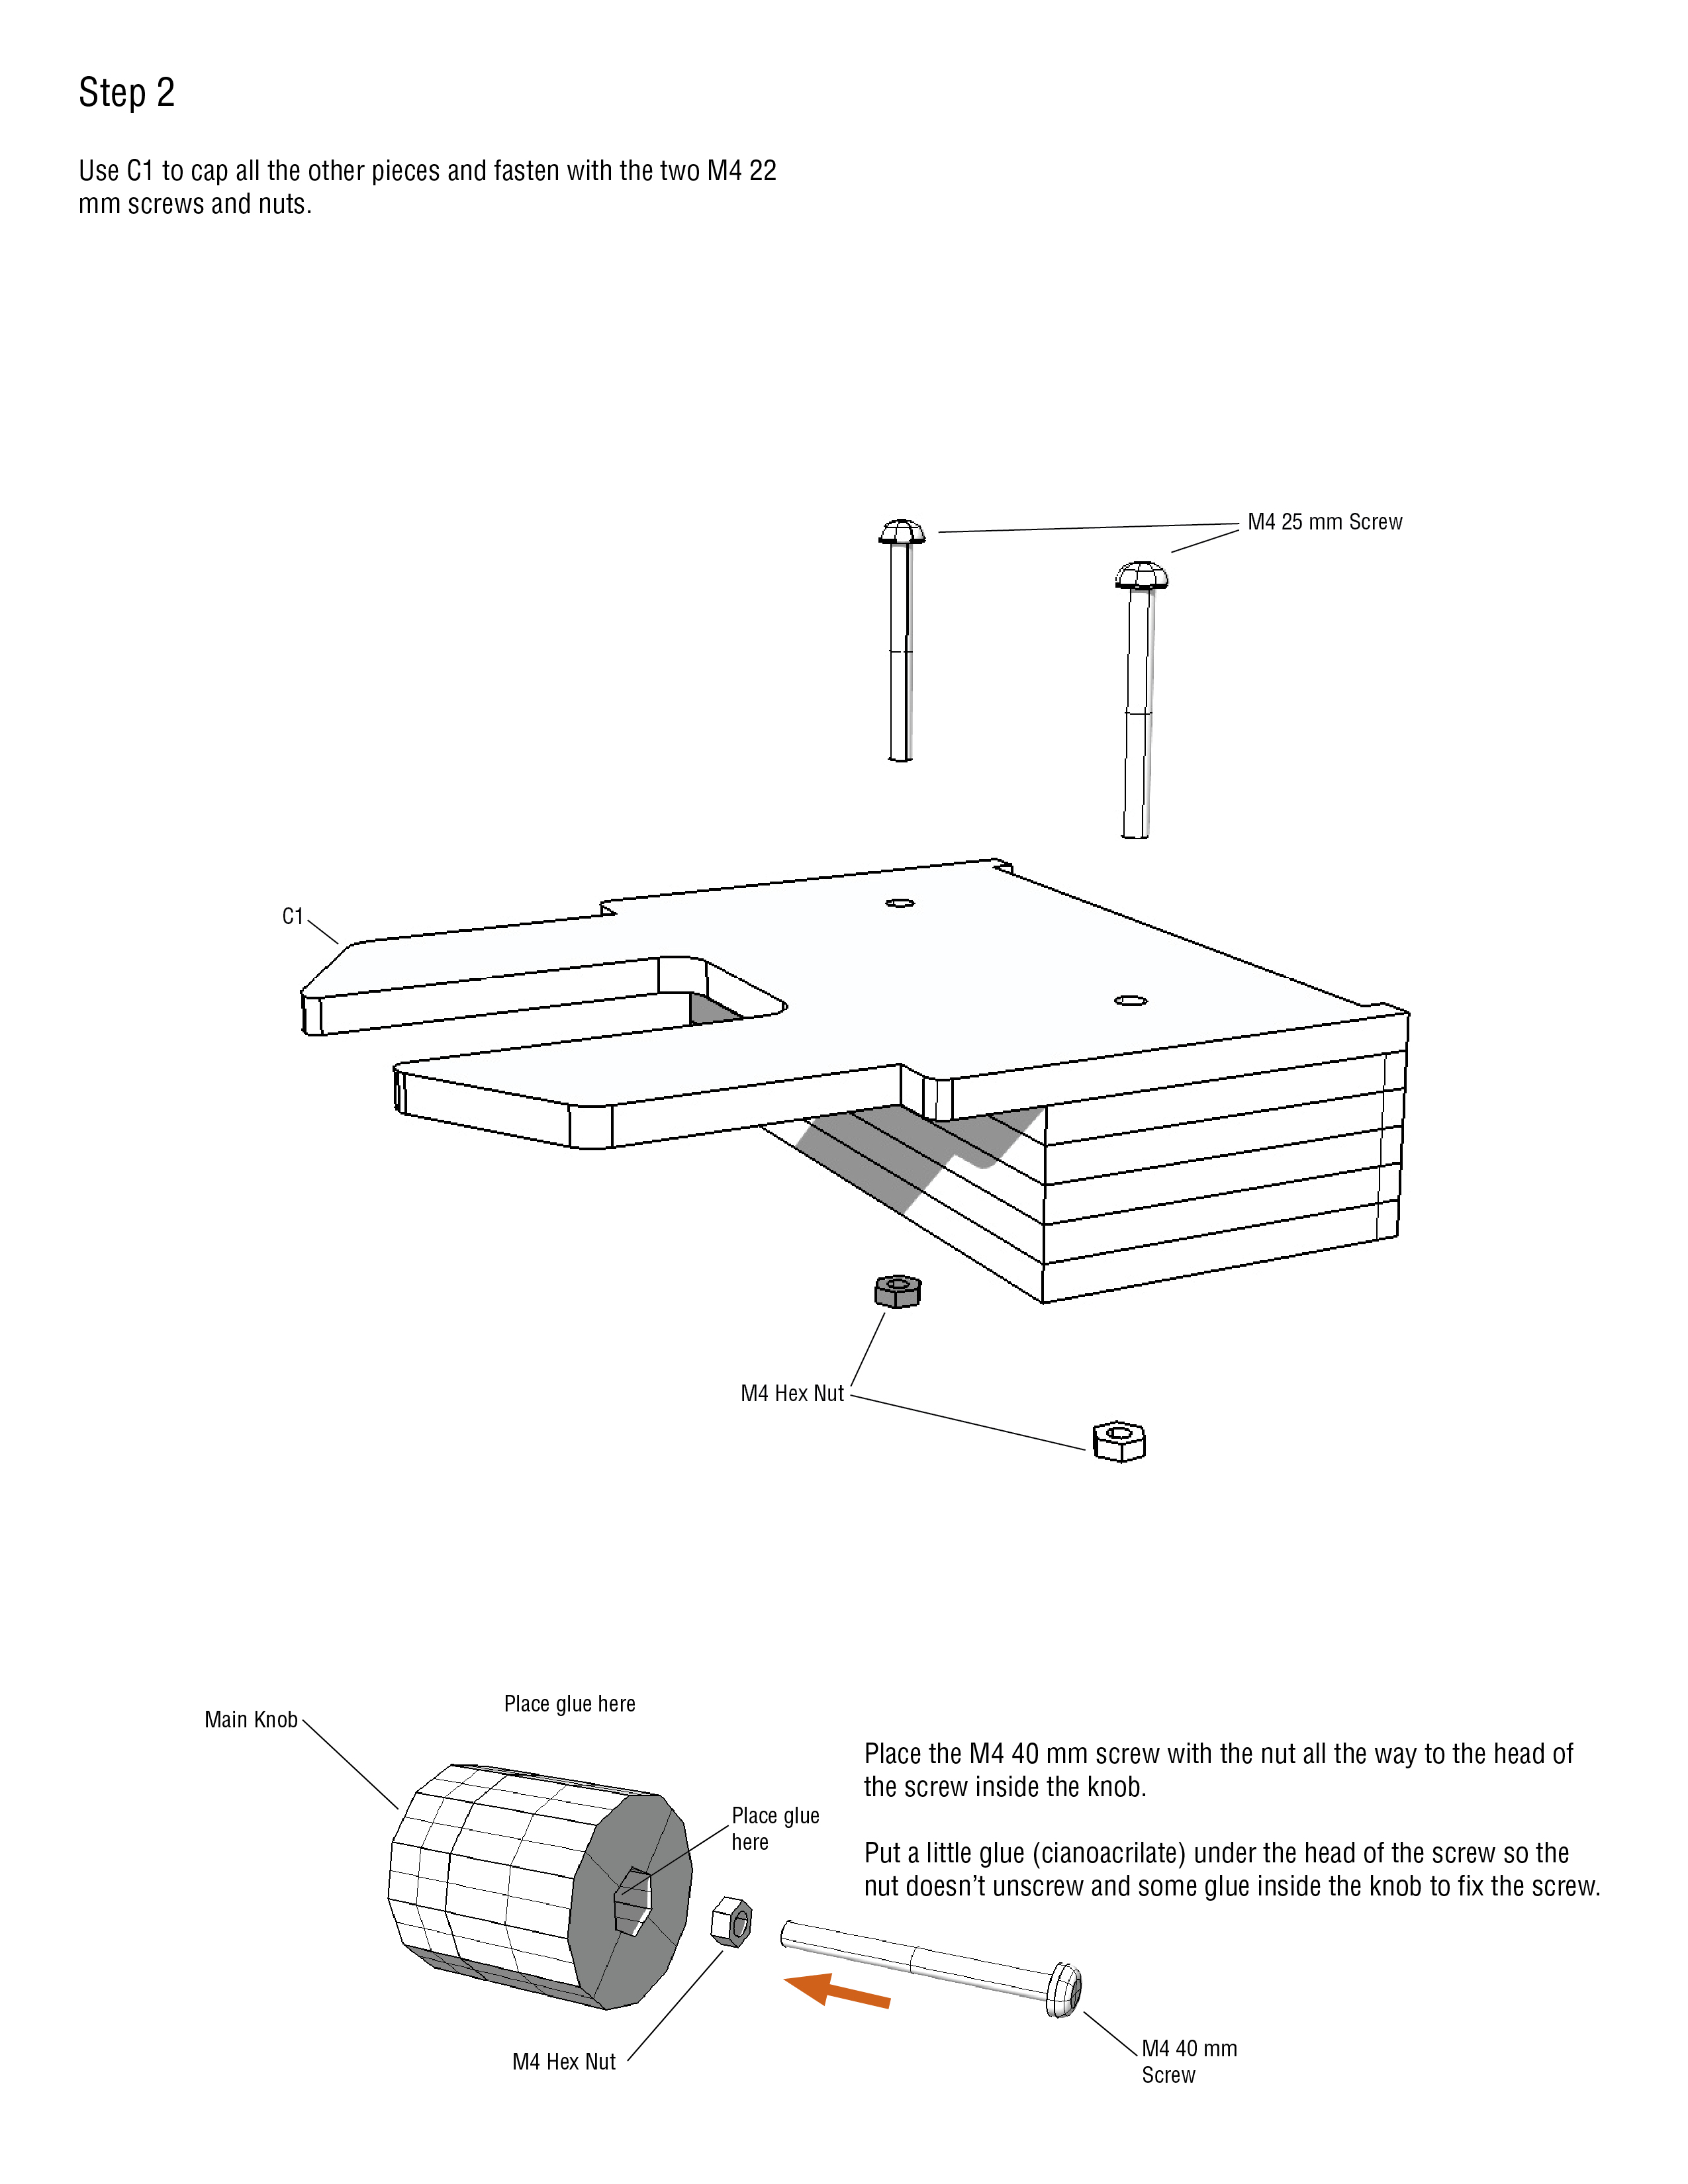 Step 2
Use C1 to cap all the other pieces and fasten with the two M4 22
mm screws and nuts.
M4 25 mm Screw
C1
M4 Hex Nut
Place glue here
Main Knob
Place the M4 40 mm screw with the nut all the way to the head of
the screw inside the knob.
Place glue
here
Put a little glue (cianoacrilate) under the head of the screw so the
nut doesn’t unscrew and some glue inside the knob to fix the screw.
M4 Hex Nut
M4 40 mm
Screw